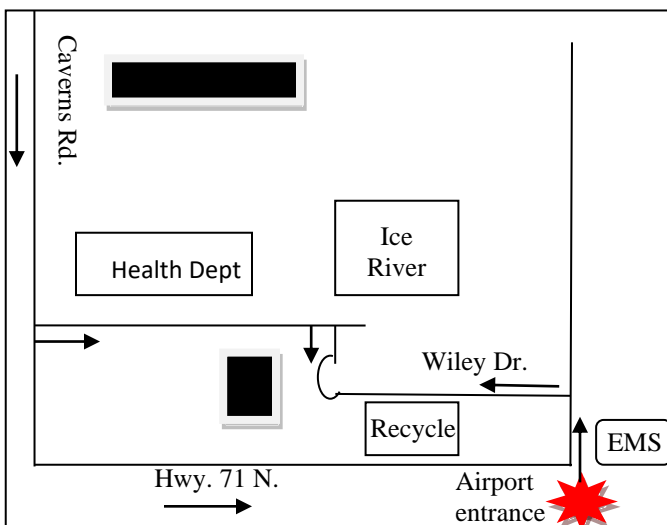 Caverns Rd.
Health Dept
Ice
River
Wiley Dr.
Recycle
EMS
Hwy. 71 N.
Airport
entrance